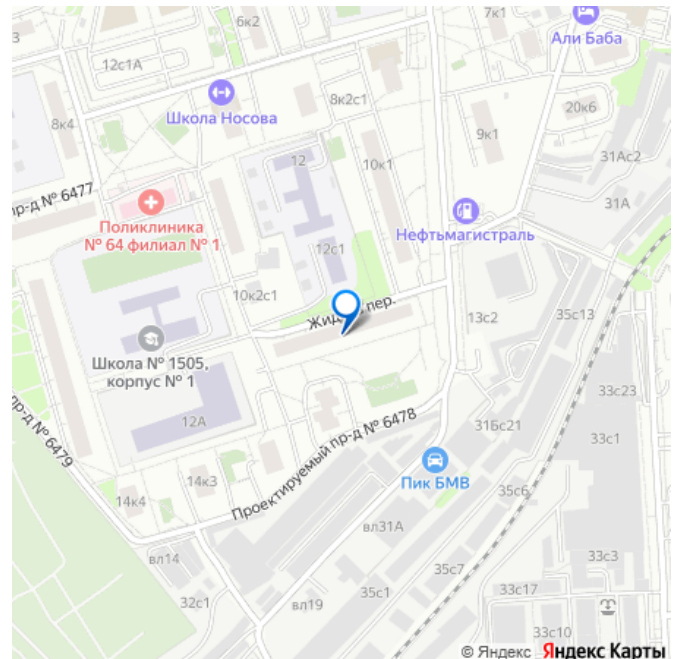 7к1
6к2
3
Али Баба
12с1А
Школа Носова
8к2с1
20к6
8к4
9к1
12
10к1
31Ас2
пр-д № 6477
31А
Поликлиника
№ 64 филиал № 1
Нефтьмагистраль
12с1
10к2с1
пер.
13с2
35с13
Школа № 1505,
корпус № 1
33с23
пр-д № 6479
12А
Проектируемый пр-д № 6478
31Бс21
33с1
Пик БМВ
14к3
14к4
35с6
вл31А
вл14
33с3
35с7
32с1
35с1
33с17
вл19
33с10
© Яндекс Яндекс Карты